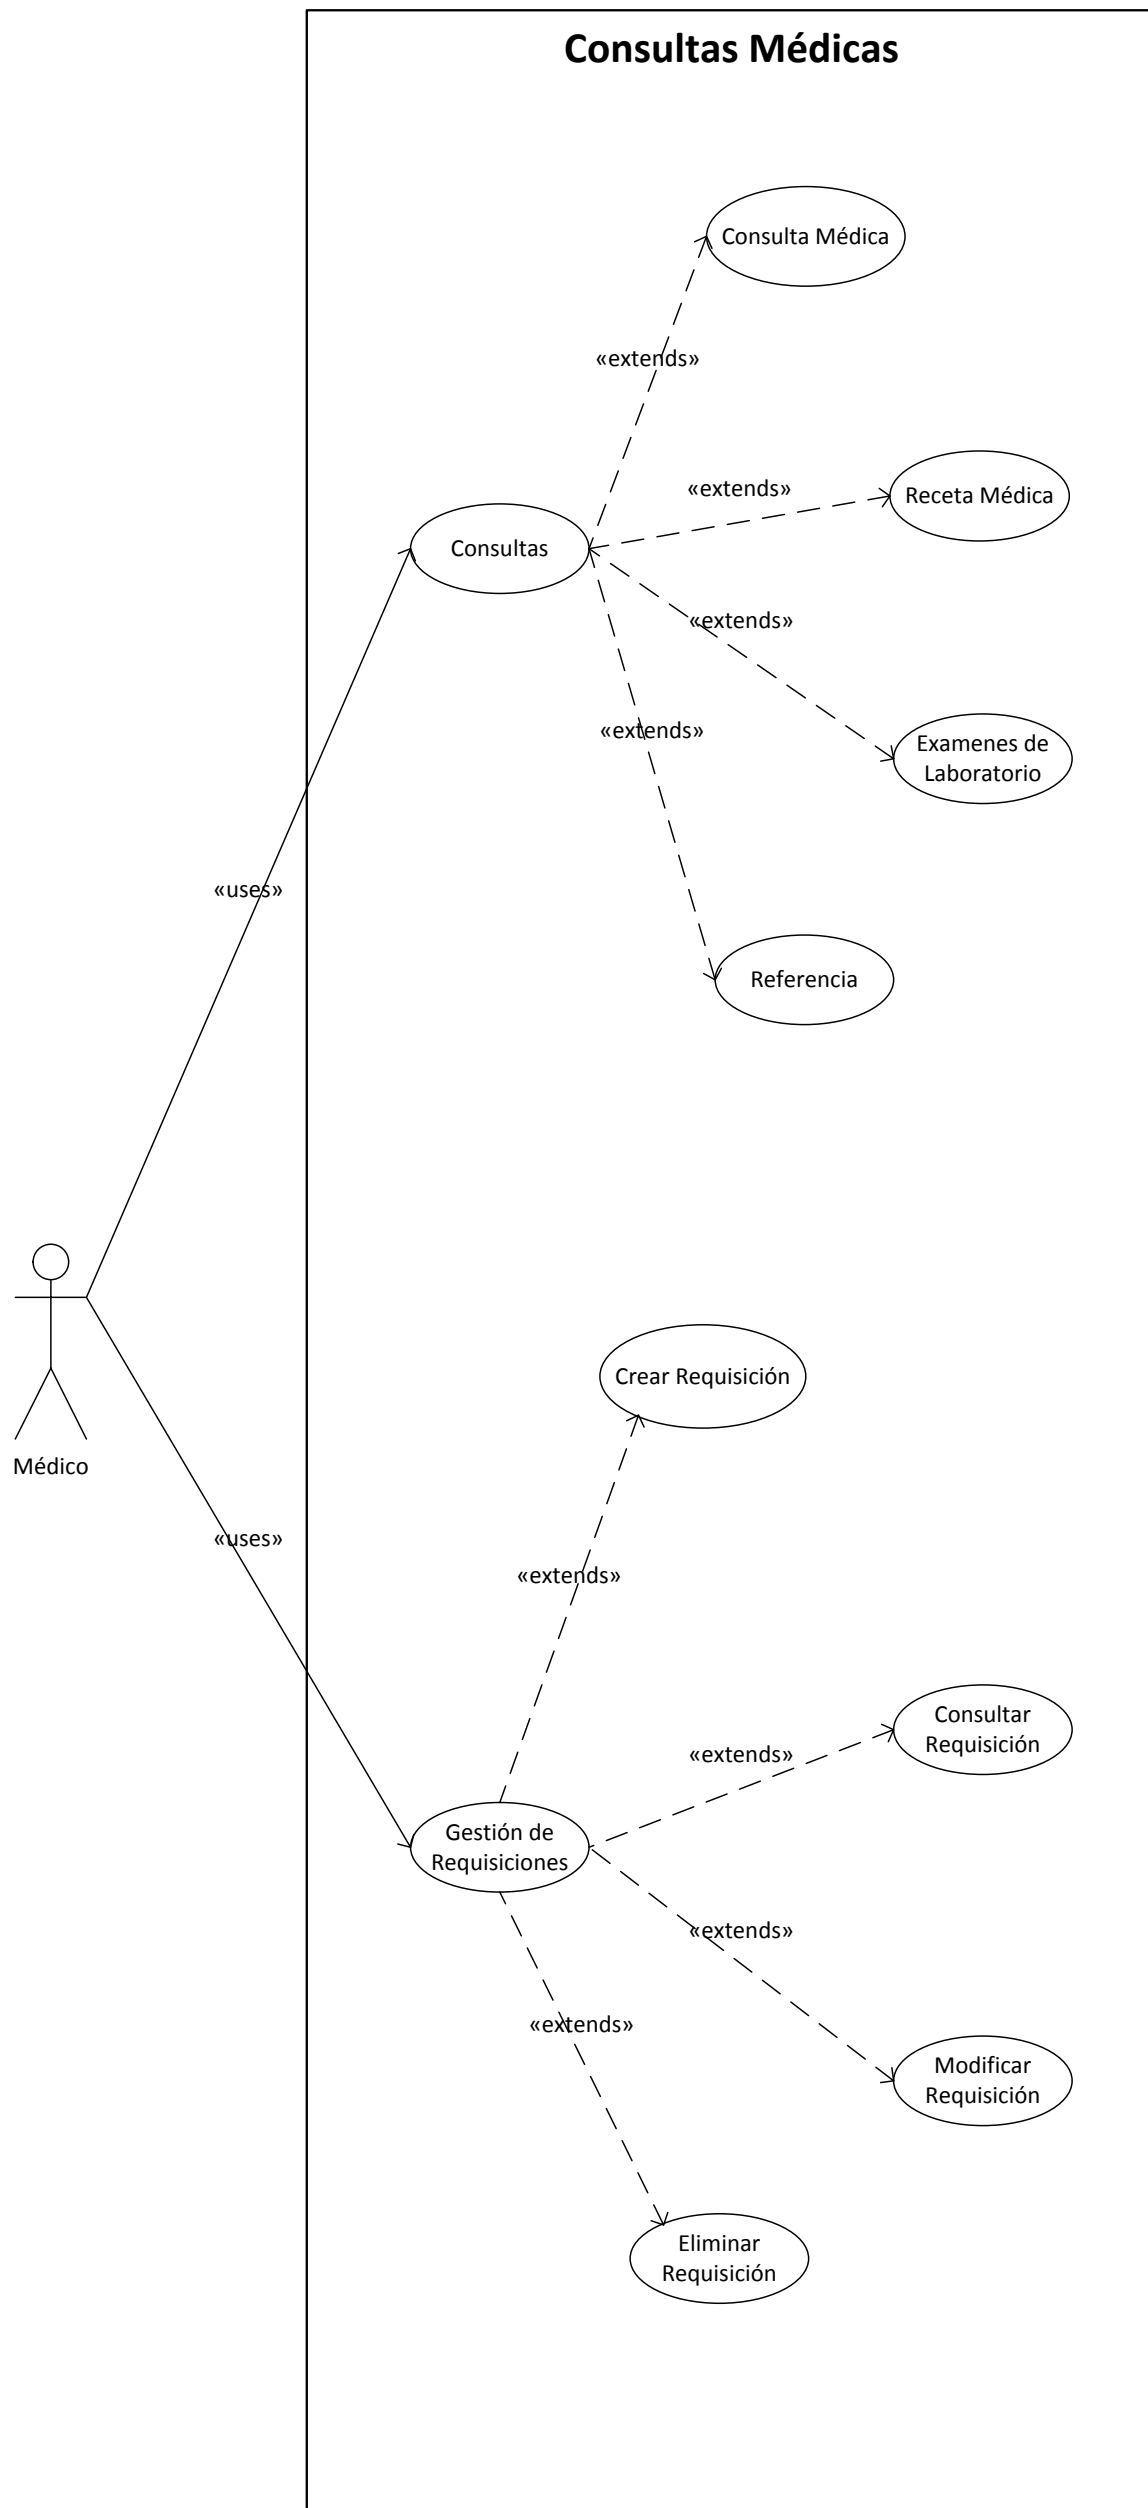 Consultas Médicas
Consulta Médica
«extends»
«extends»
Receta Médica
Consultas
«extends»
«extends»
Examenes de
Laboratorio
«uses»
Referencia
Crear Requisición
Médico
«uses»
«extends»
Consultar
Requisición
«extends»
Gestión de
Requisiciones
«extends»
«extends»
Modificar
Requisición
Eliminar
Requisición